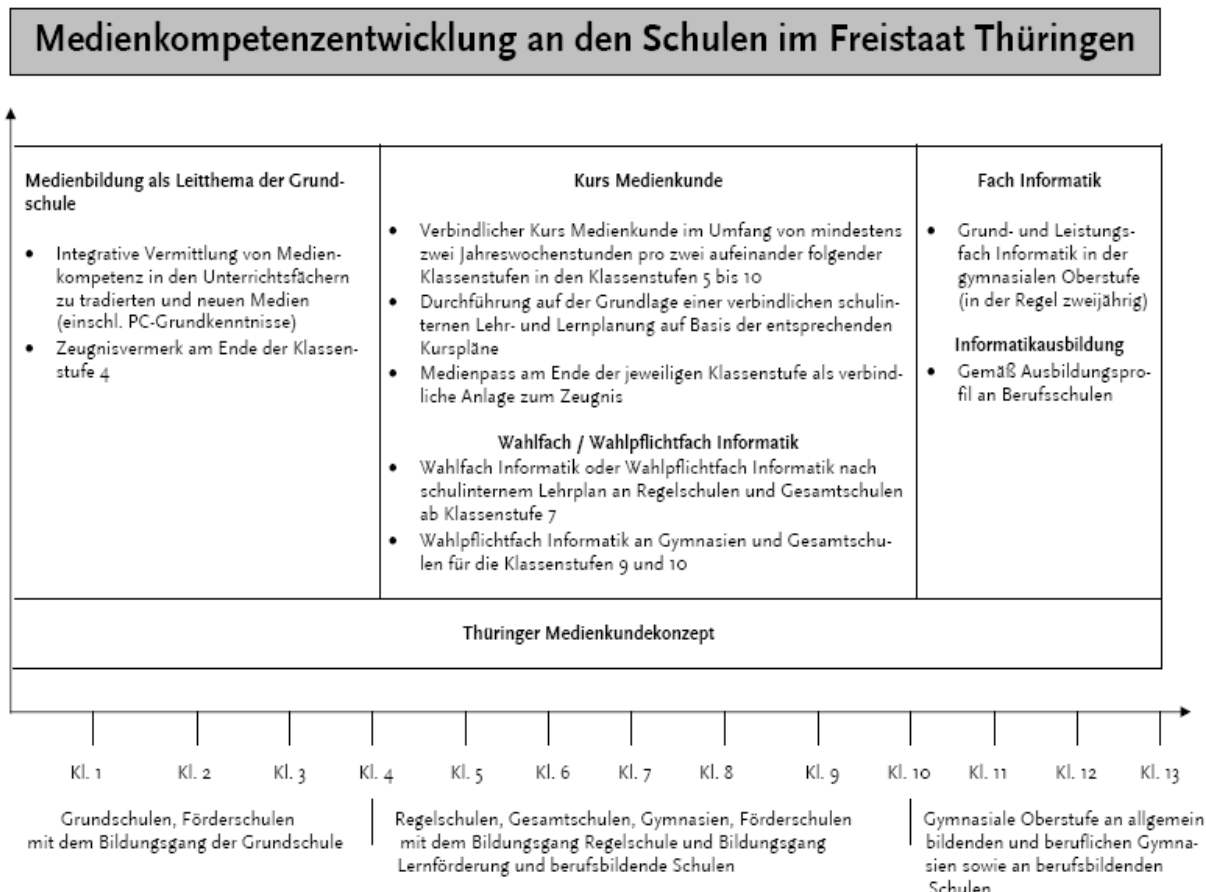 Medienkompetenzentwicklung an den Schulen im Freistaat Thüringen
Medienbildung als Leitthema der Grund-
schule
• Integrative Vermittlung von Medien-
kompetenz in den Unterrichtsfächern
zu tradierten und neuen Medien
(einschl. PC-Grundkenntnisse)
• Zeugnisvermerk am Ende der Klassen-
stufe 4
Kurs Medienkunde
• Verbindlicher Kurs Medienkunde im Umfang von mindestens
zwei Jahreswochenstunden pro zwei aufeinander folgender
Klassenstufen in den Klassenstufen 5 bis 10
• Durchführung auf der Grundlage einer verbindlichen schulin-
ternen Lehr- und Lernplanung auf Basis der entsprechenden
Kurspläne
• Medienpass am Ende der jeweiligen Klassenstufe als verbind-
liche Anlage zum Zeugnis
Wahlfach / Wahlpflichtfach Informatik
• Wahlfach Informatik oder Wahlpflichtfach Informatik nach
schulinternem Lehrplan an Regelschulen und Gesamtschulen
ab Klassenstufe 7
• Wahlpflichtfach Informatik an Gymnasien und Gesamtschu-
len für die Klassenstufen 9 und 10
Fach Informatik
• Grund- und Leistungs-
fach Informatik in der
gymnasialen Oberstufe
(in der Regel zweijährig)
Informatikausbildung
• Gemäß Ausbildungspro-
fil an Berufsschulen
Thüringer Medienkundekonzept
Kl. 1 Kl. 2 Kl. 3 Kl. 4 Kl. 5 Kl. 6 Kl. 7 Kl. 8 Kl. 9 Kl. 10 Kl. 11 Kl. 12 Kl. 13
Grundschulen, Förderschulen
mit dem Bildungsgang der Grundschule
Regelschulen, Gesamtschulen, Gymnasien, Förderschulen
mit dem Bildungsgang Regelschule und Bildungsgang
Lernförderung und berufsbildende Schulen
Gymnasiale Oberstufe an allgemein
bildenden und beruflichen Gymna-
sien sowie an berufsbildenden
Schulen